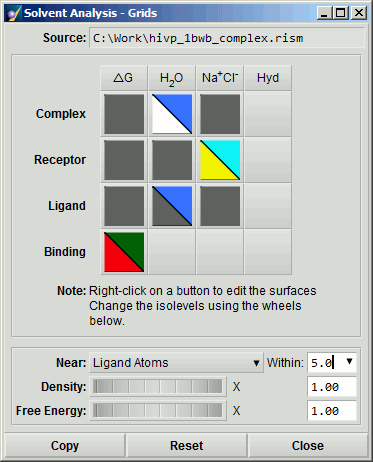 Solvent Analysis - Grids
Source: C:\Work\hivp_1bwb_complex.rism
△G H₂O Na⁺Cl⁻ Hyd
Complex
Receptor
Ligand
Binding
Note: Right-click on a button to edit the surfaces
Change the isolevels using the wheels
below.
Near: Ligand Atoms Within: 5.0
Density: X 1.00
Free Energy: X 1.00
Copy Reset Close